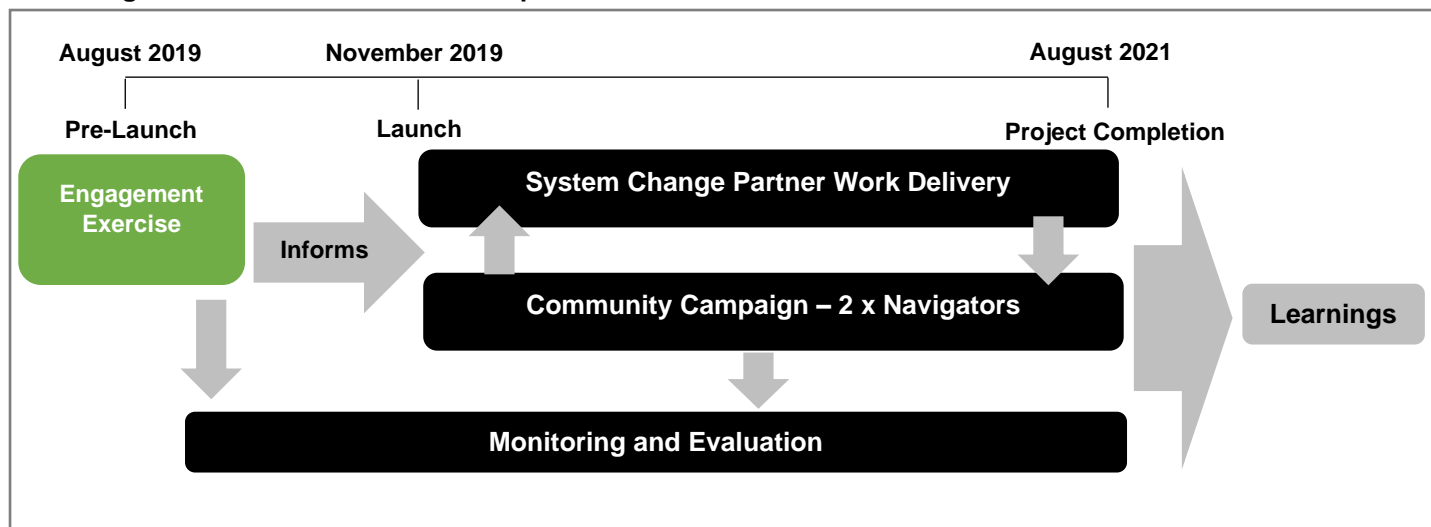 August 2019
November 2019
August 2021
Pre-Launch
Launch
Project Completion
Engagement
Exercise
System Change Partner Work Delivery
Informs
Community Campaign – 2 x Navigators
Learnings
Monitoring and Evaluation